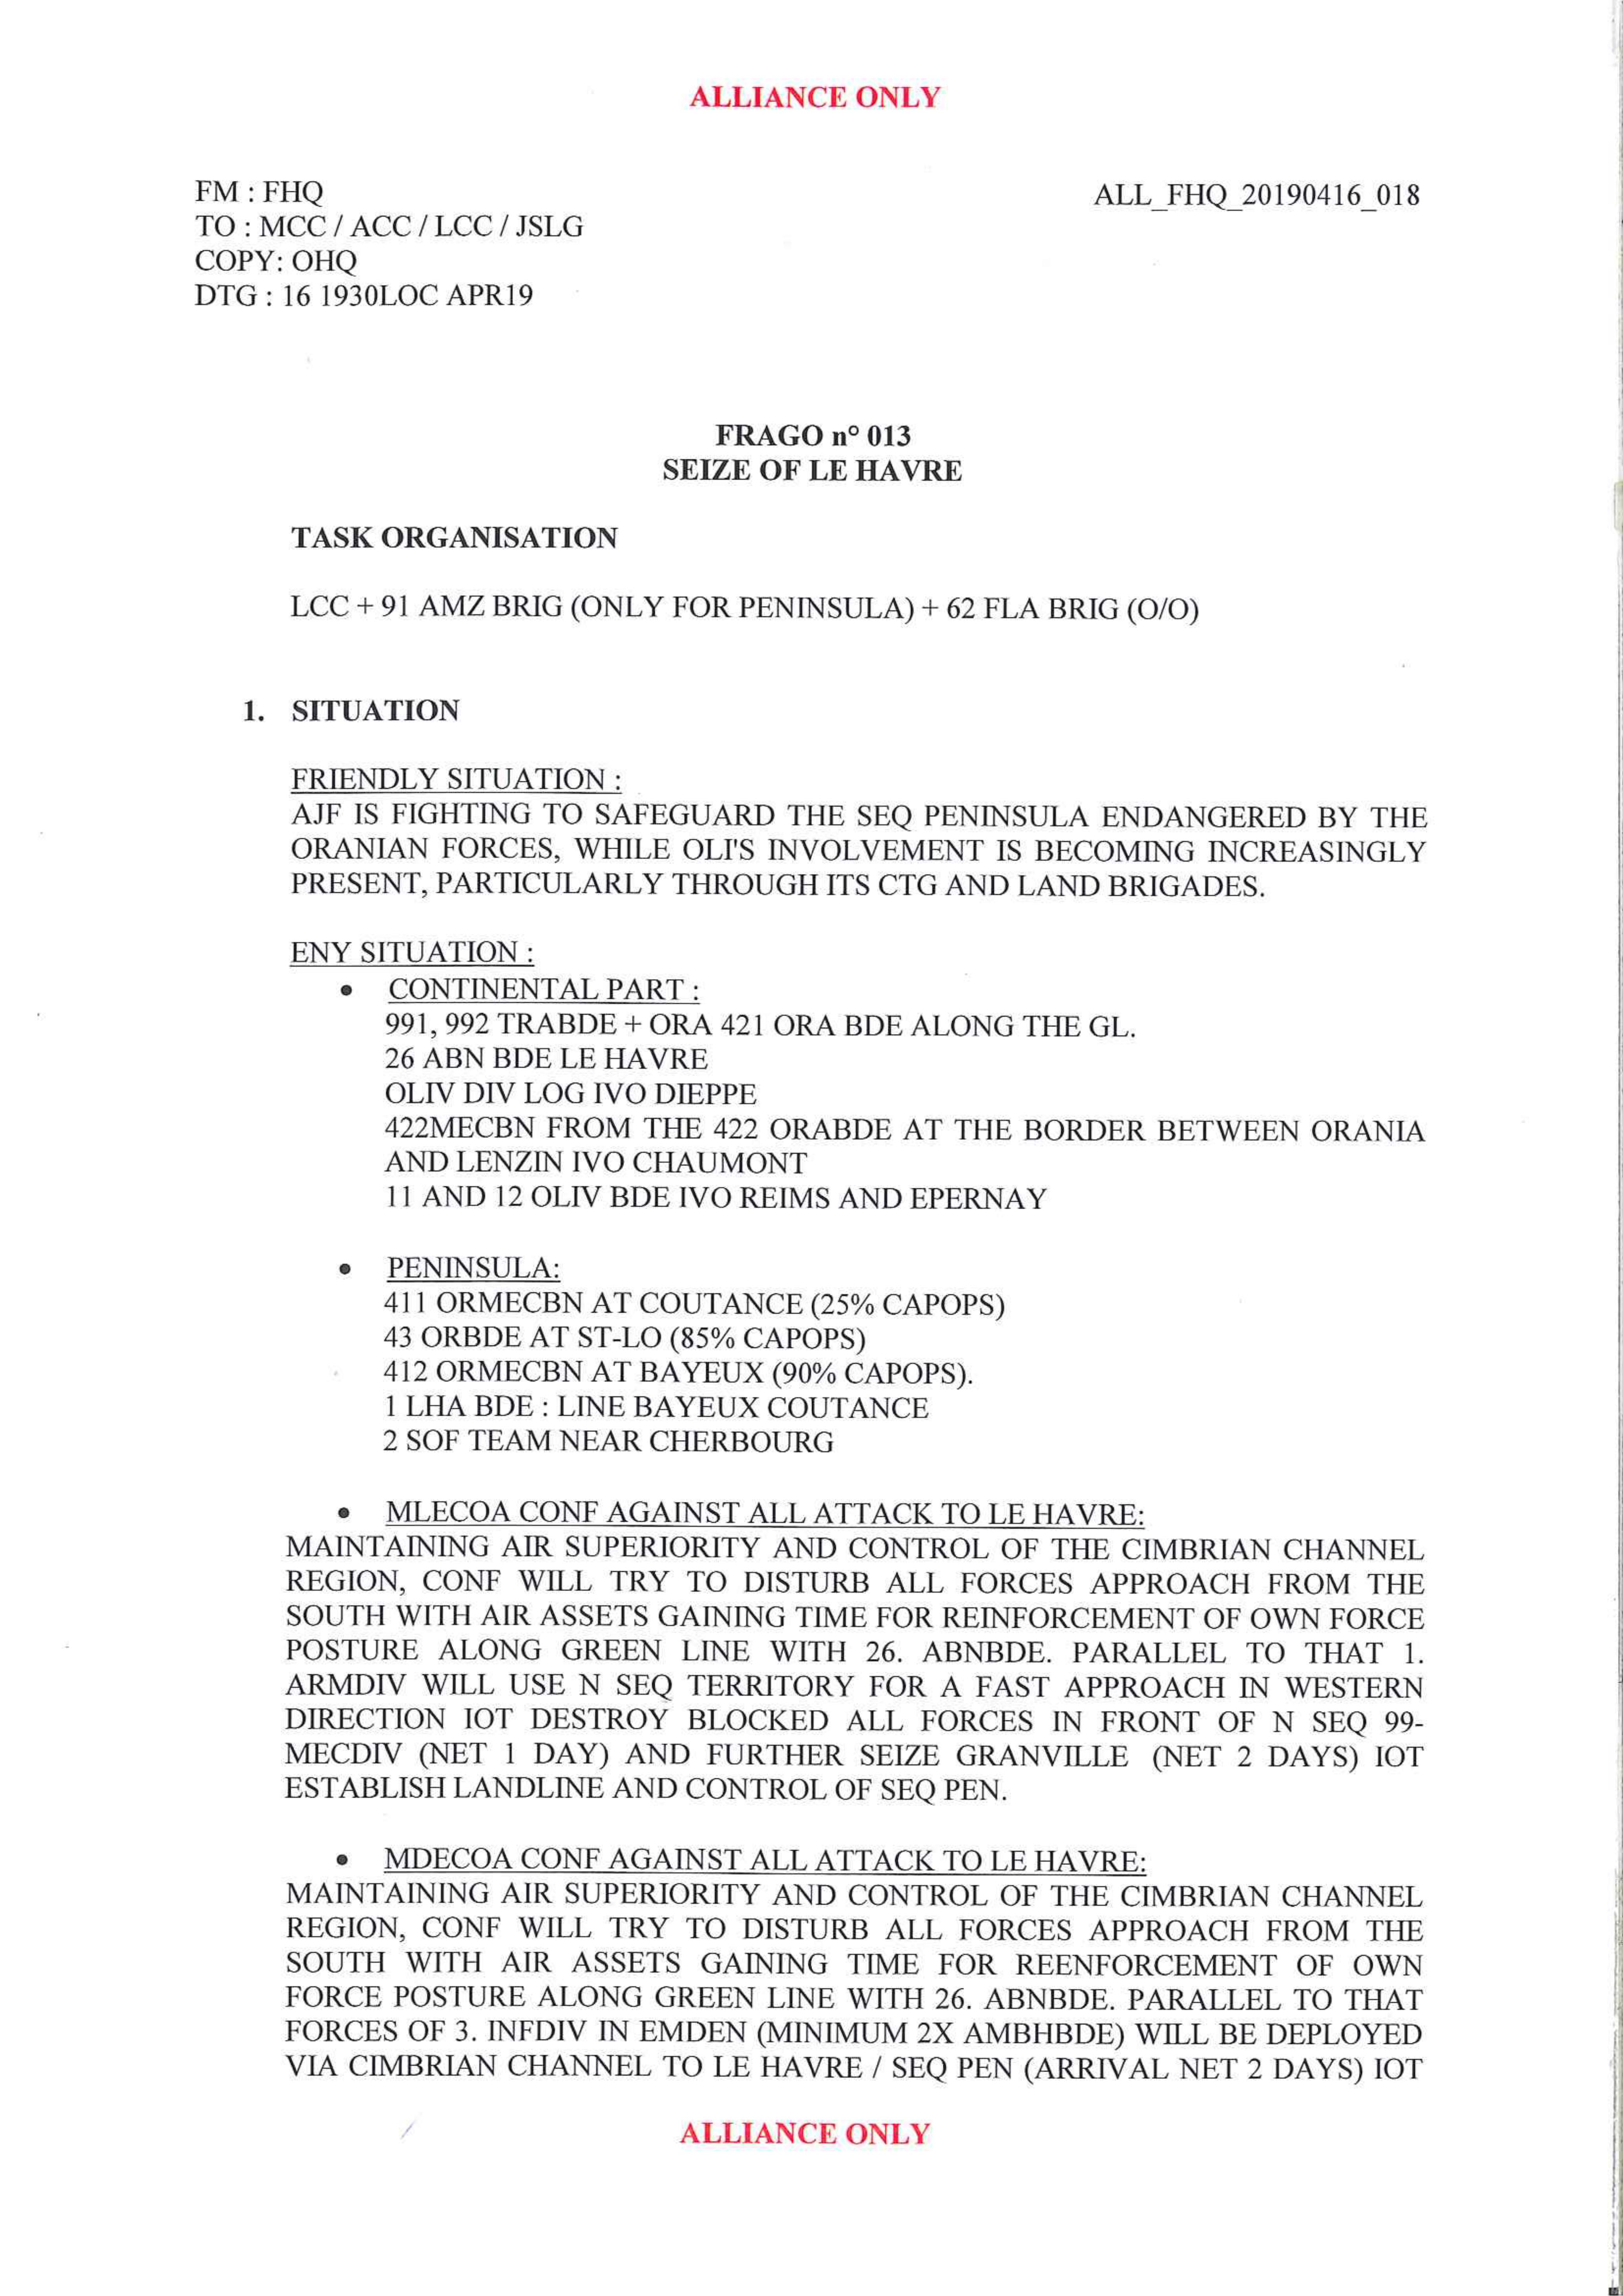 ALLIANCE ONLY
FM : FHQ
ALL_FHQ_20190416_018
TO : MCC / ACC / LCC / JSLG
COPY: OHQ
DTG : 16 1930LOC APR19
FRAGO n° 013
SEIZE OF LE HAVRE
TASK ORGANISATION
LCC + 91 AMZ BRIG (ONLY FOR PENINSULA) + 62 FLA BRIG (O/O)
1. SITUATION
FRIENDLY SITUATION :
AJF IS FIGHTING TO SAFEGUARD THE SEQ PENINSULA ENDANGERED BY THE
ORANIAN FORCES, WHILE OLI'S INVOLVEMENT IS BECOMING INCREASINGLY
PRESENT, PARTICULARLY THROUGH ITS CTG AND LAND BRIGADES.
ENY SITUATION :
• CONTINENTAL PART :
991, 992 TRABDE + ORA 421 ORA BDE ALONG THE GL.
26 ABN BDE LE HAVRE
OLIV DIV LOG IVO DIEPPE
422MECBN FROM THE 422 ORABDE AT THE BORDER BETWEEN ORANIA
AND LENZIN IVO CHAUMONT
11 AND 12 OLIV BDE IVO REIMS AND EPERNAY
• PENINSULA:
411 ORMECBN AT COUTANCE (25% CAPOPS)
43 ORBDE AT ST-LO (85% CAPOPS)
412 ORMECBN AT BAYEUX (90% CAPOPS).
1 LHA BDE : LINE BAYEUX COUTANCE
2 SOF TEAM NEAR CHERBOURG
• MLECOA CONF AGAINST ALL ATTACK TO LE HAVRE:
MAINTAINING AIR SUPERIORITY AND CONTROL OF THE CIMBRIAN CHANNEL
REGION, CONF WILL TRY TO DISTURB ALL FORCES APPROACH FROM THE
SOUTH WITH AIR ASSETS GAINING TIME FOR REINFORCEMENT OF OWN FORCE
POSTURE ALONG GREEN LINE WITH 26. ABNBDE. PARALLEL TO THAT 1.
ARMDIV WILL USE N SEQ TERRITORY FOR A FAST APPROACH IN WESTERN
DIRECTION IOT DESTROY BLOCKED ALL FORCES IN FRONT OF N SEQ 99-
MECDIV (NET 1 DAY) AND FURTHER SEIZE GRANVILLE (NET 2 DAYS) IOT
ESTABLISH LANDLINE AND CONTROL OF SEQ PEN.
• MDECOA CONF AGAINST ALL ATTACK TO LE HAVRE:
MAINTAINING AIR SUPERIORITY AND CONTROL OF THE CIMBRIAN CHANNEL
REGION, CONF WILL TRY TO DISTURB ALL FORCES APPROACH FROM THE
SOUTH WITH AIR ASSETS GAINING TIME FOR REENFORCEMENT OF OWN
FORCE POSTURE ALONG GREEN LINE WITH 26. ABNBDE. PARALLEL TO THAT
FORCES OF 3. INFDIV IN EMDEN (MINIMUM 2X AMBHBDE) WILL BE DEPLOYED
VIA CIMBRIAN CHANNEL TO LE HAVRE / SEQ PEN (ARRIVAL NET 2 DAYS) IOT
ALLIANCE ONLY